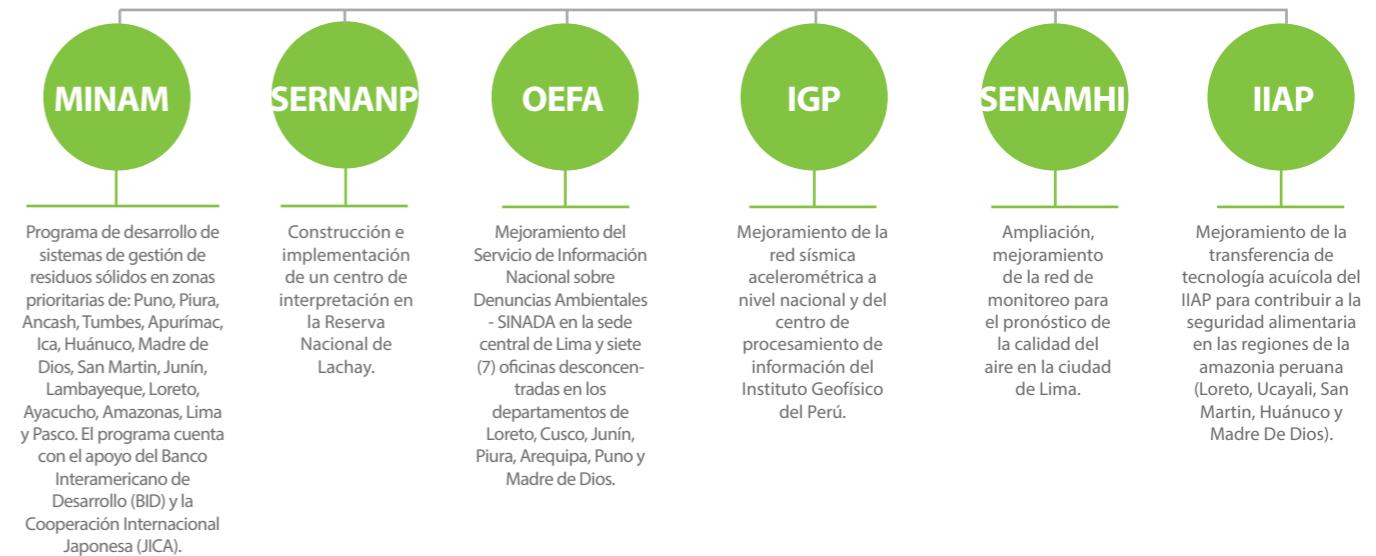 MINAM
Programa de desarrollo de
sistemas de gestión de
residuos sólidos en zonas
prioritarias de: Puno, Piura,
Ancash, Tumbes, Apurímac,
Ica, Huánuco, Madre de
Dios, San Martin, Junín,
Lambayeque, Loreto,
Ayacucho, Amazonas, Lima
y Pasco. El programa cuenta
con el apoyo del Banco
Interamericano de
Desarrollo (BID) y la
Cooperación Internacional
Japonesa (JICA).
SERNANP
Construcción e
implementación
de un centro de
interpretación en
la Reserva
Nacional de
Lachay.
OEFA
Mejoramiento del
Servicio de Información
Nacional sobre
Denuncias Ambientales
- SINADA en la sede
central de Lima y siete
(7) oficinas desconcen-
tradas en los
departamentos de
Loreto, Cusco, Junín,
Piura, Arequipa, Puno y
Madre de Dios.
IGP
Mejoramiento de la
red sísmica
acelerométrica a
nivel nacional y del
centro de
procesamiento de
información del
Instituto Geofísico
del Perú.
SENAMHI
Ampliación,
mejoramiento
de la red de
monitoreo para
el pronóstico de
la calidad del
aire en la ciudad
de Lima.
IIAP
Mejoramiento de la
transferencia de
tecnología acuícola del
IIAP para contribuir a la
seguridad alimentaria
en las regiones de la
amazonia peruana
(Loreto, Ucayali, San
Martin, Huánuco y
Madre De Dios).